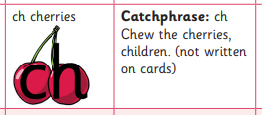 ch cherries
ch
Catchphrase: ch
Chew the cherries,
children. (not written
on cards)